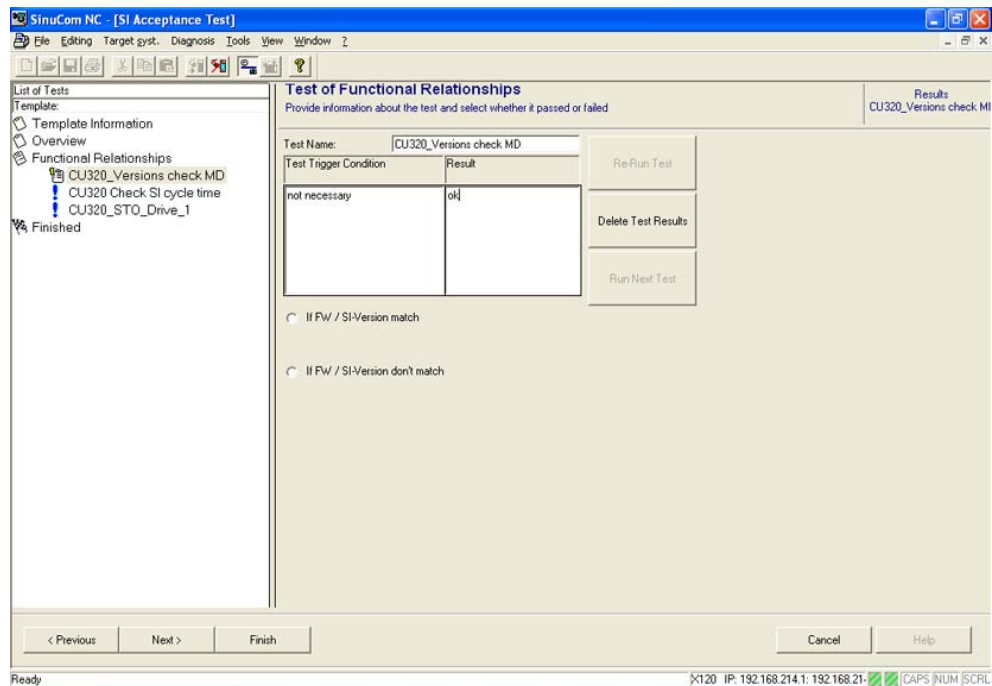 SinuCom NC - [SI Acceptance Test]
File Editing Target syst. Diagnosis Tools View Window ?
List of Tests
Template:
Template Information
Overview
Functional Relationships
CU320_Versions check MD
CU320 Check SI cycle time
CU320_STO_Drive_1
Finished
Test of Functional Relationships
Provide information about the test and select whether it passed or failed
Results
CU320_Versions check MI
Test Name: CU320_Versions check MD
Test Trigger Condition Result
not necessary ok
Re-Run Test
Delete Test Results
Run Next Test
If FW / SI-Version match
If FW / SI-Version don't match
< Previous Next > Finish Cancel Help
Ready X120 IP: 192.168.214.1: 192.168.21- CAPS NUM SCRL